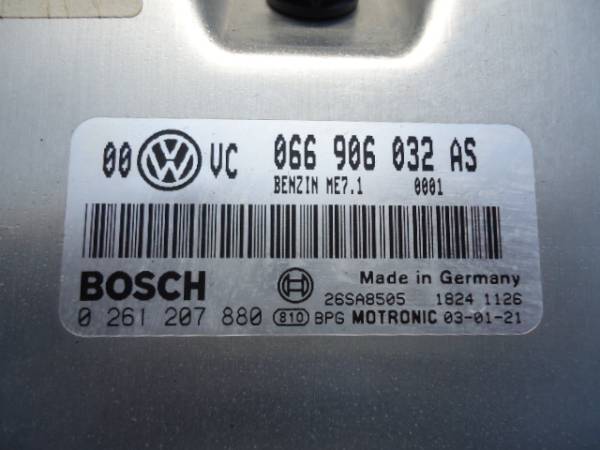 00 VW VC 066 906 032 AS
BENZIN ME7.1 0001
Made in Germany
BOSCH 26SA8505 1824 1126
0 261 207 880 810 BPG MOTRONIC 03-01-21